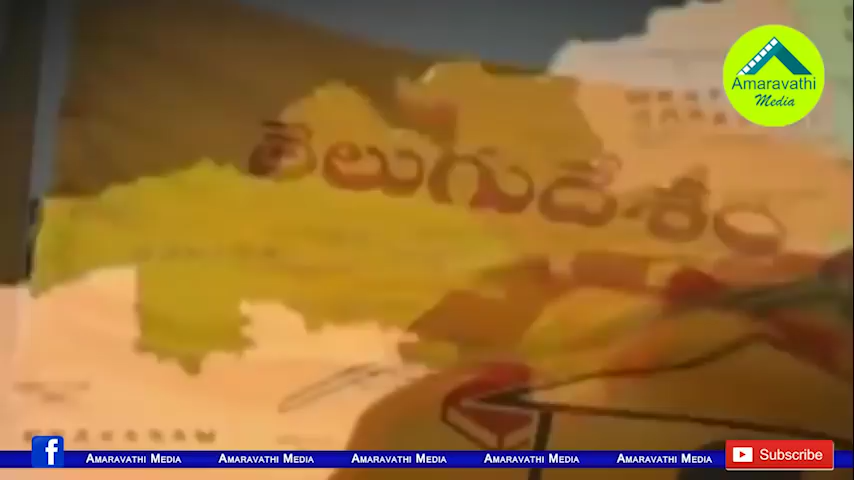 Amaravathi
Media
తెలుగుదేశం
f AMARAVATHI MEDIA AMARAVATHI MEDIA AMARAVATHI MEDIA AMARAVATHI MEDIA AMARAVATHI MEDIA Subscribe